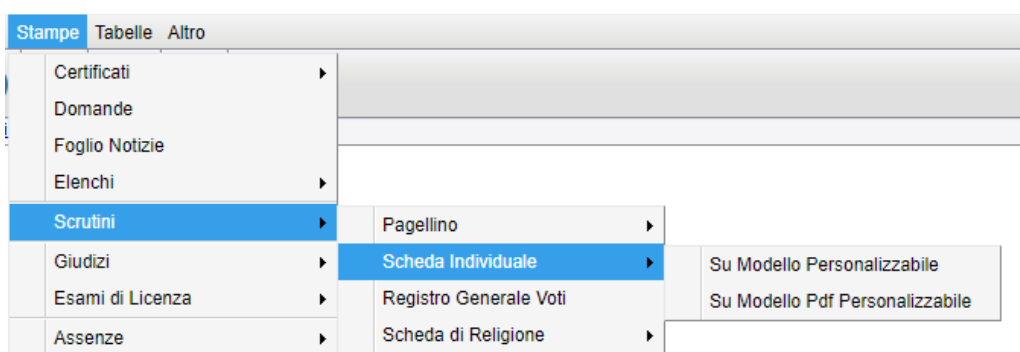 Stampe Tabelle Altro
Certificati
Domande
Foglio Notizie
Elenchi
Scrutini
Giudizi
Esami di Licenza
Assenze
Pagellino
Scheda Individuale
Registro Generale Voti
Scheda di Religione
Su Modello Personalizzabile
Su Modello Pdf Personalizzabile